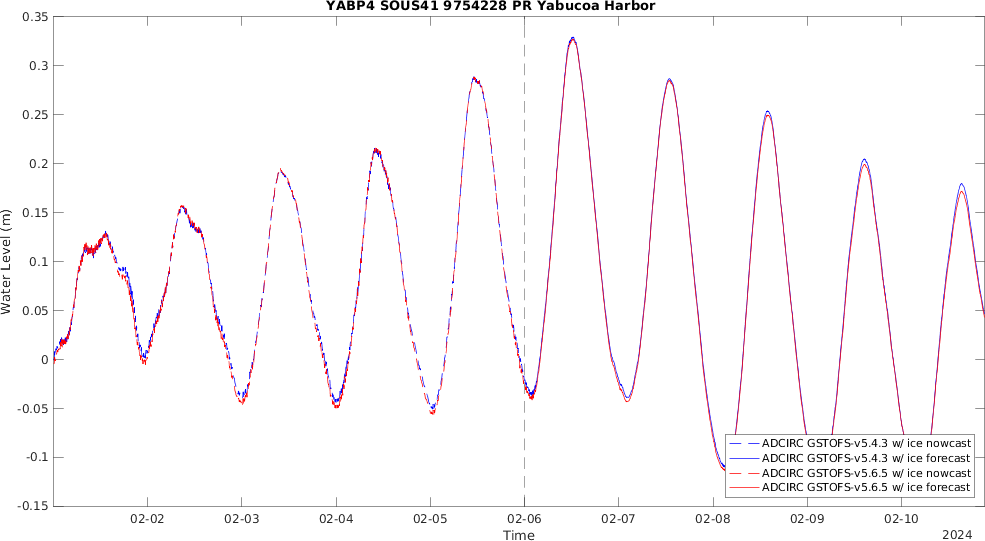 YABP4 SOUS41 9754228 PR Yabucoa Harbor
0.35
0.3
0.25
0.2
0.15
0.1
0.05
0
-0.05
-0.1
-0.15
Water Level (m)
02-02 02-03 02-04 02-05 02-06 02-07 02-08 02-09 02-10
Time
2024
ADCIRC GSTOFS-v5.4.3 w/ ice nowcast
ADCIRC GSTOFS-v5.4.3 w/ ice forecast
ADCIRC GSTOFS-v5.6.5 w/ ice nowcast
ADCIRC GSTOFS-v5.6.5 w/ ice forecast